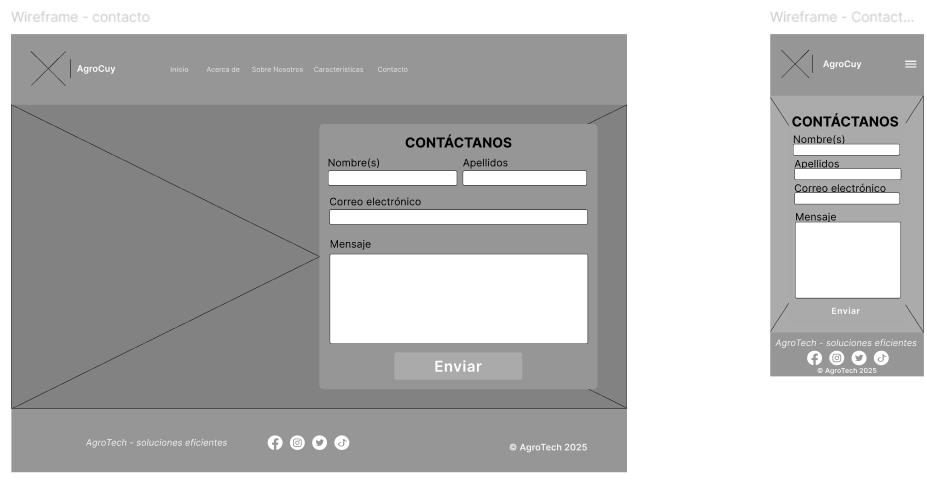 Wireframe - contacto
AgroCuy
Inicio Acerca de Sobre Nosotros Características Contacto
CONTÁCTANOS
Nombre(s) Apellidos
Correo electrónico
Mensaje
Enviar
AgroTech - soluciones eficientes
© AgroTech 2025
Wireframe - Contact...
AgroCuy
CONTÁCTANOS
Nombre(s)
Apellidos
Correo electrónico
Mensaje
Enviar
AgroTech - soluciones eficientes
© AgroTech 2025